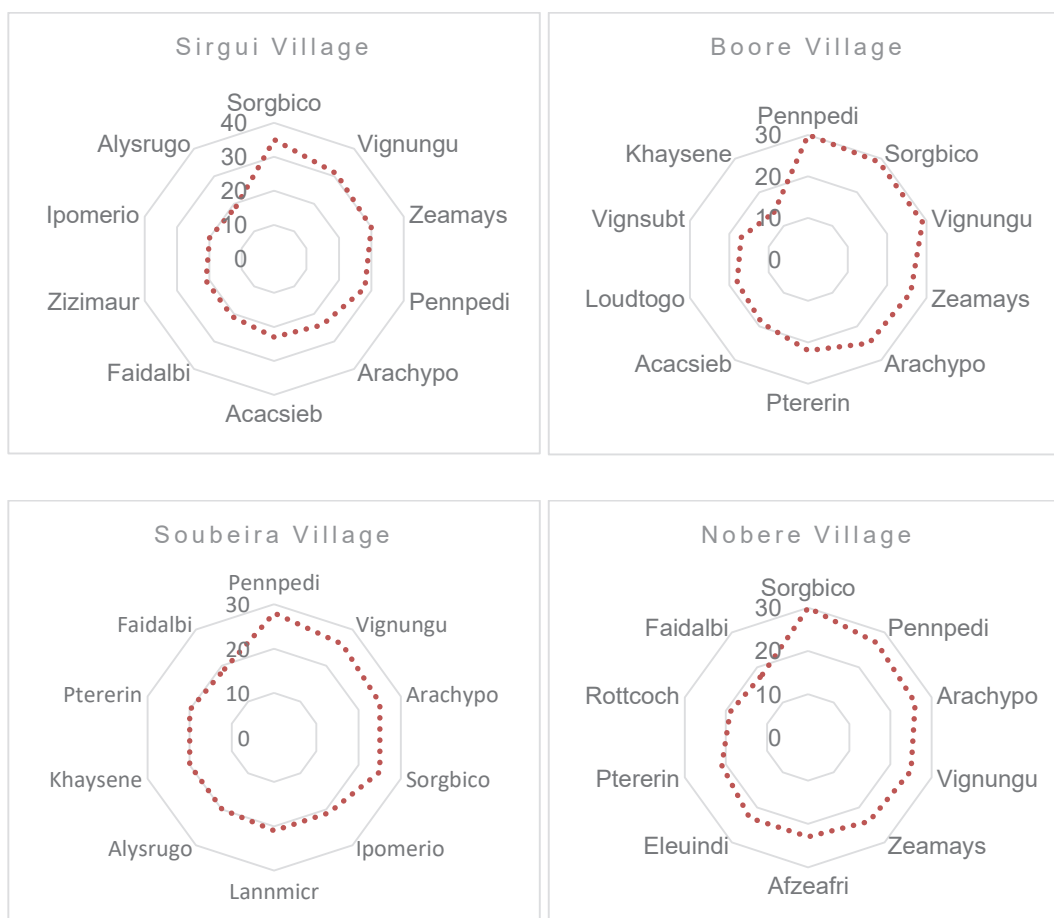 Sirgui Village
Sorgbico
40
Alysrugo
Vignungu
30
20
Ipomerio
Zeamays
10
0
Zizimaur
Pennpedi
Faidalbi
Arachypo
Acacsieb
Boore Village
Pennpedi
30
Khaysene
Sorgbico
20
Vignsubt
Vignungu
10
0
Loudtogo
Zeamays
Acacsieb
Arachypo
Ptererin
Soubeira Village
Pennpedi
30
Faidalbi
Vignungu
20
Ptererin
Arachypo
10
0
Khaysene
Sorgbico
Alysrugo
Ipomerio
Lannmicr
Nobere Village
Sorgbico
30
Faidalbi
Pennpedi
20
Rottcoch
Arachypo
10
0
Ptererin
Vignungu
Eleuindi
Zeamays
Afzeafri